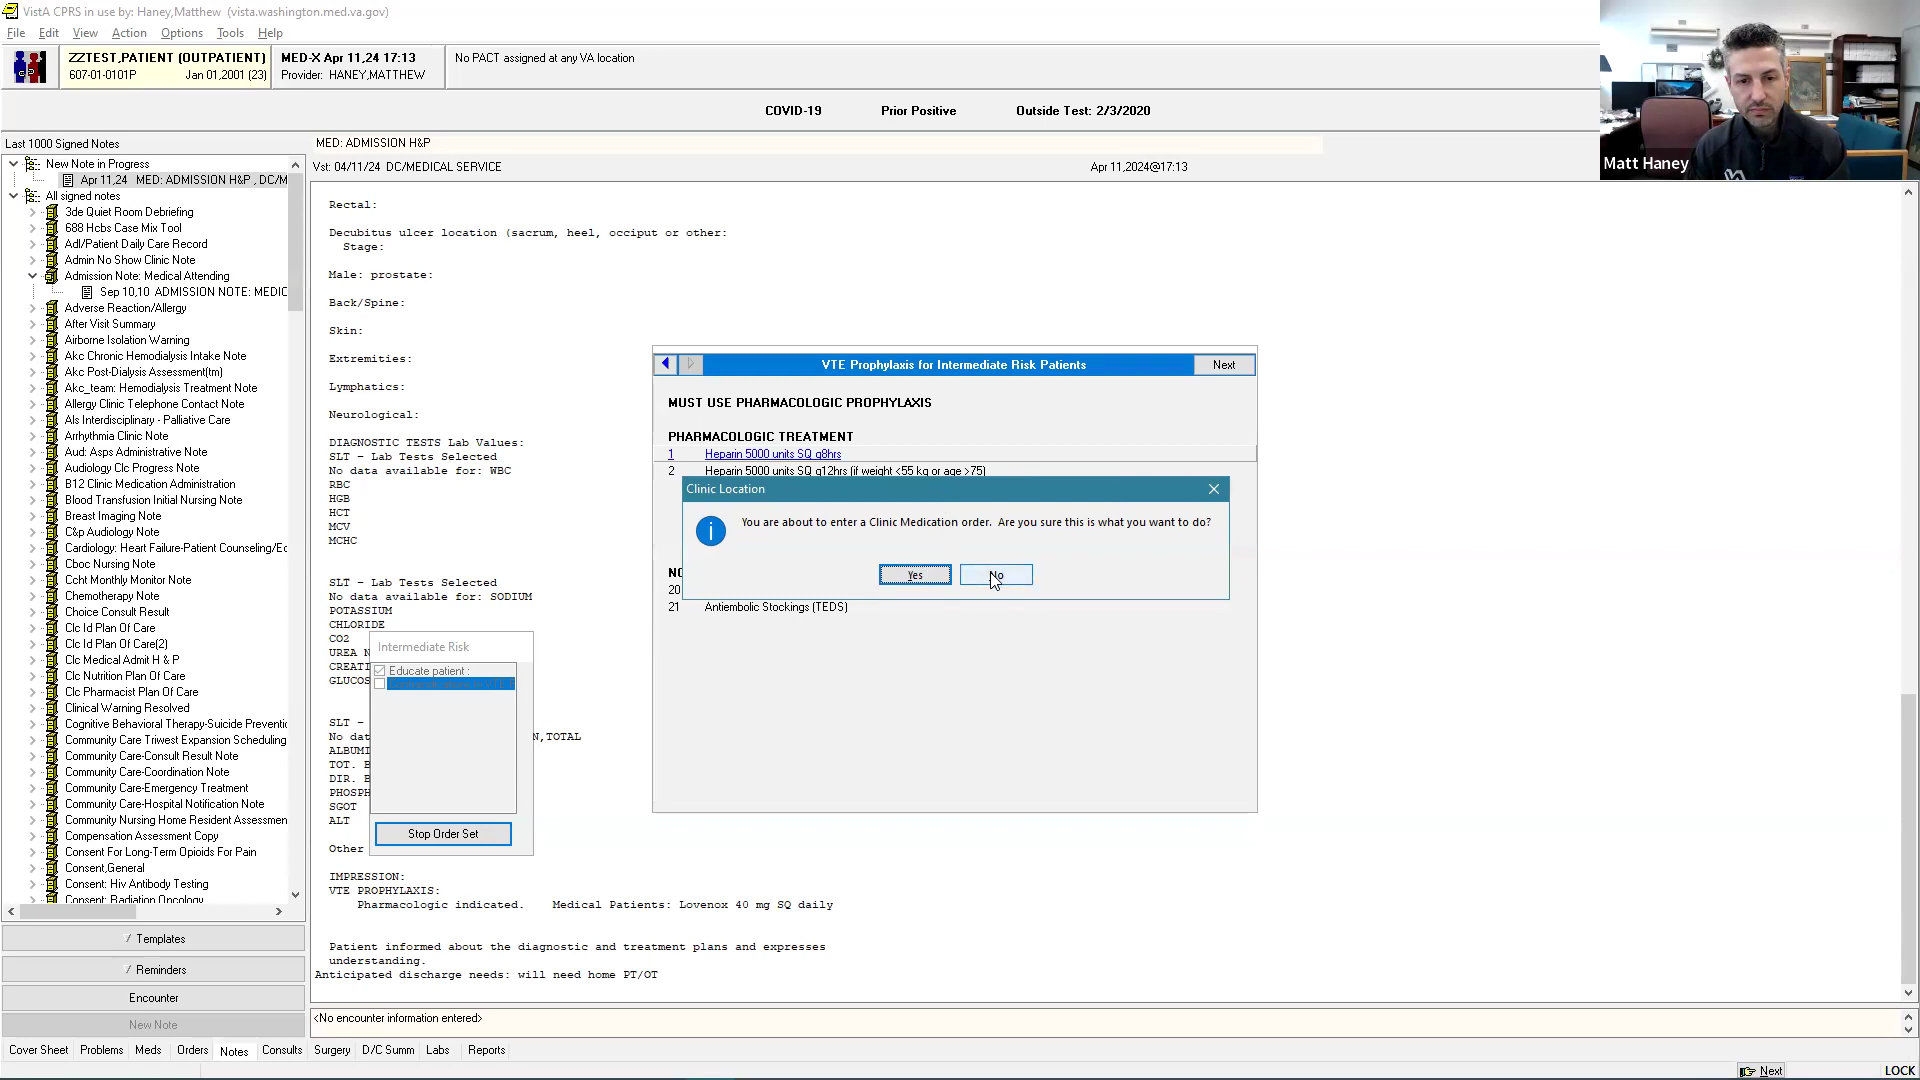 VistA CPRS in use by: Haney,Matthew (vista.washington.med.va.gov)
File Edit View Action Options Tools Help
ZZTEST,PATIENT (OUTPATIENT)
607-01-0101P Jan 01,2001 (23)
MED-X Apr 11,24 17:13
Provider: HANEY,MATTHEW
No PACT assigned at any VA location
COVID-19 Prior Positive Outside Test: 2/3/2020
Matt Haney
Last 1000 Signed Notes
New Note in Progress
Apr 11,24 MED: ADMISSION H&P , DC/M
All signed notes
3de Quiet Room Debriefing
688 Hcbs Case Mix Tool
Adl/Patient Daily Care Record
Admin No Show Clinic Note
Admission Note: Medical Attending
Sep 10,10 ADMISSION NOTE: MEDIC
Adverse Reaction/Allergy
After Visit Summary
Airborne Isolation Warning
Akc Chronic Hemodialysis Intake Note
Akc Post-Dialysis Assessment(tm)
Akc_team: Hemodialysis Treatment Note
Allergy Clinic Telephone Contact Note
Als Interdisciplinary - Palliative Care
Arrhythmia Clinic Note
Aud: Asps Administrative Note
Audiology Clc Progress Note
B12 Clinic Medication Administration
Blood Transfusion Initial Nursing Note
Breast Imaging Note
C&p Audiology Note
Cardiology: Heart Failure-Patient Counseling/Ec
Cboc Nursing Note
Ccht Monthly Monitor Note
Chemotherapy Note
Choice Consult Result
Clc Id Plan Of Care
Clc Id Plan Of Care(2)
Clc Medical Admit H & P
Clc Nutrition Plan Of Care
Clc Pharmacist Plan Of Care
Clinical Warning Resolved
Cognitive Behavioral Therapy-Suicide Preventic
Community Care Triwest Expansion Scheduling
Community Care-Consult Result Note
Community Care-Coordination Note
Community Care-Emergency Treatment
Community Care-Hospital Notification Note
Community Nursing Home Resident Assessmen
Compensation Assessment Copy
Consent For Long-Term Opioids For Pain
Consent,General
Consent: Hiv Antibody Testing
Consent: Radiation Oncology
Templates
Reminders
Encounter
New Note
MED: ADMISSION H&P
Vst: 04/11/24 DC/MEDICAL SERVICE Apr 11,2024@17:13
Rectal:
Decubitus ulcer location (sacrum, heel, occiput or other:
Stage:
Male: prostate:
Back/Spine:
Skin:
Extremities:
Lymphatics:
Neurological:
DIAGNOSTIC TESTS Lab Values:
SLT - Lab Tests Selected
No data available for: WBC
RBC
HGB
HCT
MCV
MCHC
SLT - Lab Tests Selected
No data available for: SODIUM
POTASSIUM
CHLORIDE
CO2
UREA N
CREATI
GLUCOS
SLT -
No dat N,TOTAL
ALBUMI
TOT. B
DIR. B
PHOSPH
SGOT
ALT
Other
IMPRESSION:
VTE PROPHYLAXIS:
Pharmacologic indicated. Medical Patients: Lovenox 40 mg SQ daily
Patient informed about the diagnostic and treatment plans and expresses
understanding.
Anticipated discharge needs: will need home PT/OT
Intermediate Risk
Educate patient :
Stop Order Set
VTE Prophylaxis for Intermediate Risk Patients
Next
MUST USE PHARMACOLOGIC PROPHYLAXIS
PHARMACOLOGIC TREATMENT
1 Heparin 5000 units SQ q8hrs
2 Heparin 5000 units SQ q12hrs (if weight <55 kg or age >75)
Clinic Location
You are about to enter a Clinic Medication order. Are you sure this is what you want to do?
Yes No
NO
20
21 Antiembolic Stockings (TEDS)
<No encounter information entered>
Cover Sheet Problems Meds Orders Notes Consults Surgery D/C Summ Labs Reports
Next LOCK